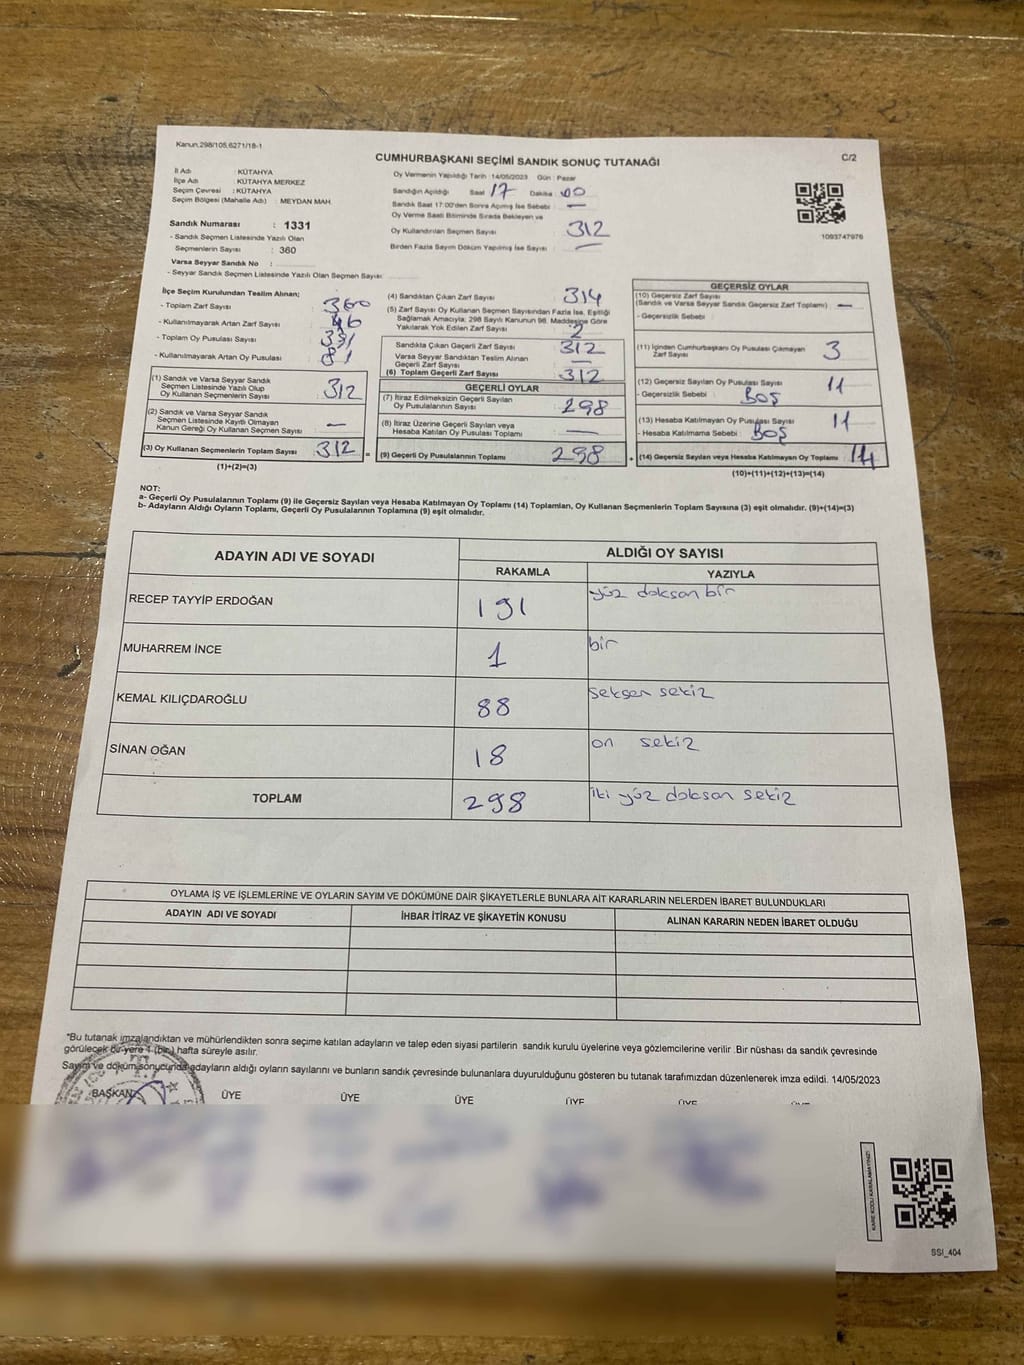 Kanun,298/105,6271/18-1
CUMHURBAŞKANI SEÇİMİ SANDIK SONUÇ TUTANAĞI
C/2
İl Adı : KÜTAHYA
İlçe Adı : KÜTAHYA MERKEZ
Seçim Çevresi : KÜTAHYA
Seçim Bölgesi (Mahalle Adı) : MEYDAN MAH.
Sandık Numarası : 1331
- Sandık Seçmen Listesinde Yazılı Olan
Seçmenlerin Sayısı : 360
Varsa Seyyar Sandık No :
- Seyyar Sandık Seçmen Listesinde Yazılı Olan Seçmen Sayısı
Oy Vermenin Yapıldığı Tarih : 14/05/2023 Gün : Pazar
Sandığın Açıldığı Saat 17 Dakika : 00
Sandık Saat 17:00'den Sonra Açılmış İse Sebebi : —
Oy Verme Saati Bitiminde Sırada Bekleyen ve
Oy Kullandırılan Seçmen Sayısı 312
Birden Fazla Sayım Döküm Yapılmış İse Sayısı : —
1093747976
İlçe Seçim Kurulundan Teslim Alınan;
- Toplam Zarf Sayısı 360
- Kullanılmayarak Artan Zarf Sayısı 46
- Toplam Oy Pusulası Sayısı
- Kullanılmayarak Artan Oy Pusulası 81
(1) Sandık ve Varsa Seyyar Sandık
Seçmen Listesinde Yazılı Olup
Oy Kullanan Seçmenlerin Sayısı 312
(2) Sandık ve Varsa Seyyar Sandık
Seçmen Listesinde Kayıtlı Olmayan
Kanun Gereği Oy Kullanan Seçmen Sayısı —
(3) Oy Kullanan Seçmenlerin Toplam Sayısı 312 =
(1)+(2)=(3)
(4) Sandıktan Çıkan Zarf Sayısı 314
(5) Zarf Sayısı Oy Kullanan Seçmen Sayısından Fazla İse, Eşitliği
Sağlamak Amacıyla; 298 Sayılı Kanunun 98. Maddesine Göre
Yakılarak Yok Edilen Zarf Sayısı 2
Sandıkta Çıkan Geçerli Zarf Sayısı 312
Varsa Seyyar Sandıktan Teslim Alınan
Geçerli Zarf Sayısı —
(6) Toplam Geçerli Zarf Sayısı 312
GEÇERLİ OYLAR
(7) İtiraz Edilmeksizin Geçerli Sayılan
Oy Pusulalarının Sayısı 298
(8) İtiraz Üzerine Geçerli Sayılan veya
Hesaba Katılan Oy Pusulası Toplamı —
(9) Geçerli Oy Pusulalarının Toplamı 298 +
GEÇERSİZ OYLAR
(10) Geçersiz Zarf Sayısı
(Sandık ve Varsa Seyyar Sandık Geçersiz Zarf Toplamı) —
- Geçersizlik Sebebi
(11) İçinden Cumhurbaşkanı Oy Pusulası Çıkmayan
Zarf Sayısı 3
(12) Geçersiz Sayılan Oy Pusulası Sayısı 11
- Geçersizlik Sebebi BOŞ
(13) Hesaba Katılmayan Oy Pusulası Sayısı 11
- Hesaba Katılmama Sebebi BOŞ
(14) Geçersiz Sayılan veya Hesaba Katılmayan Oy Toplamı 14
(10)+(11)+(12)+(13)=(14)
NOT:
a- Geçerli Oy Pusulalarının Toplamı (9) ile Geçersiz Sayılan veya Hesaba Katılmayan Oy Toplamı (14) Toplamları, Oy Kullanan Seçmenlerin Toplam Sayısına (3) eşit olmalıdır. (9)+(14)=(3)
b- Adayların Aldığı Oyların Toplamı, Geçerli Oy Pusulalarının Toplamına (9) eşit olmalıdır.
ADAYIN ADI VE SOYADI
ALDIĞI OY SAYISI
RAKAMLA YAZIYLA
RECEP TAYYİP ERDOĞAN 191 yüz doksan bir
MUHARREM İNCE 1 bir
KEMAL KILIÇDAROĞLU 88 seksen sekiz
SİNAN OĞAN 18 on sekiz
TOPLAM 298 iki yüz doksan sekiz
OYLAMA İŞ VE İŞLEMLERİNE VE OYLARIN SAYIM VE DÖKÜMÜNE DAİR ŞİKAYETLERLE BUNLARA AİT KARARLARIN NELERDEN İBARET BULUNDUKLARI
ADAYIN ADI VE SOYADI İHBAR İTİRAZ VE ŞİKAYETİN KONUSU ALINAN KARARIN NEDEN İBARET OLDUĞU
*Bu tutanak imzalandıktan ve mühürlendikten sonra seçime katılan adayların ve talep eden siyasi partilerin sandık kurulu üyelerine veya gözlemcilerine verilir .Bir nüshası da sandık çevresinde
görülecek bir yere 1 (bir) hafta süreyle asılır.
Sayım ve döküm sonucunda adayların aldığı oyların sayılarını ve bunların sandık çevresinde bulunanlara duyurulduğunu gösteren bu tutanak tarafımızdan düzenlenerek imza edildi. 14/05/2023
BAŞKAN ÜYE ÜYE ÜYE ÜYE ÜYE
KARE KODU KARALAMAYINIZ!
SSI_404